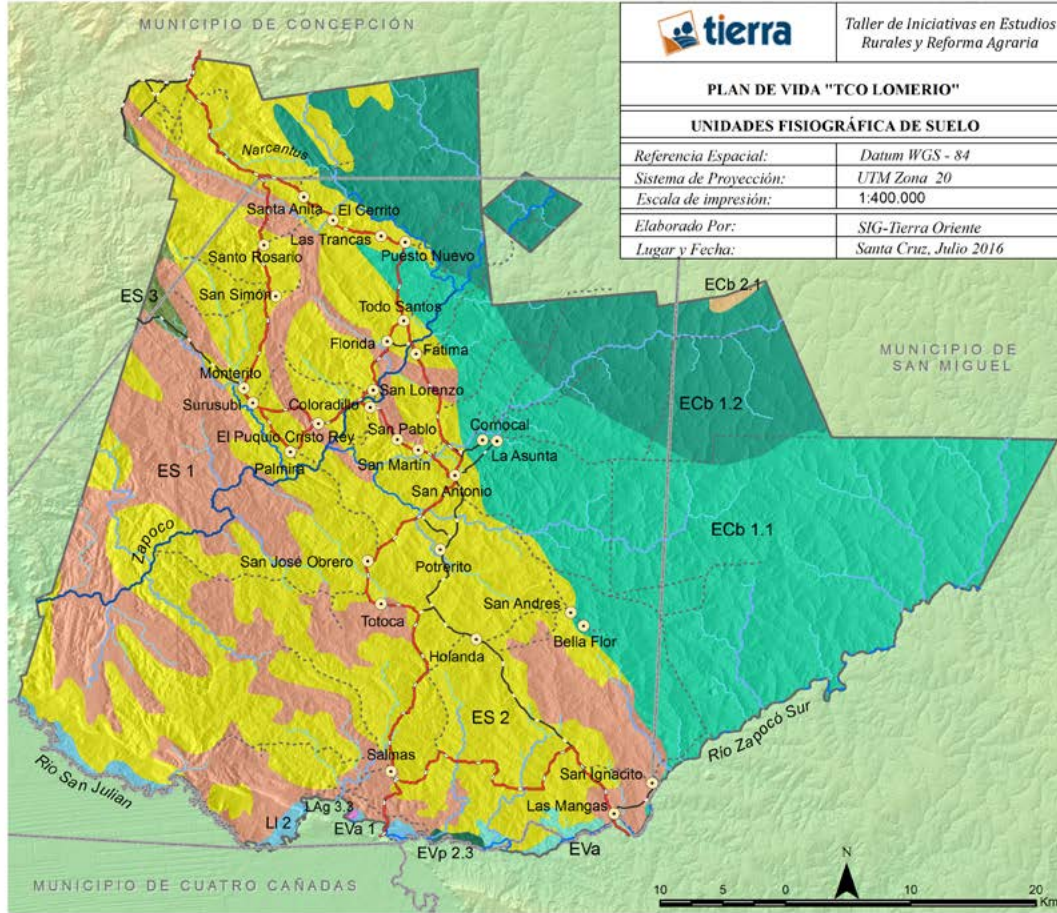 MUNICIPIO DE CONCEPCIÓN
tierra
Taller de Iniciativas en Estudios
Rurales y Reforma Agraria
PLAN DE VIDA "TCO LOMERIO"
UNIDADES FISIOGRÁFICA DE SUELO
Referencia Espacial: Datum WGS - 84
Sistema de Proyección: UTM Zona 20
Escala de impresión: 1:400.000
Elaborado Por: SIG-Tierra Oriente
Lugar y Fecha: Santa Cruz, Julio 2016
Narcantus
Santa Anita
El Cerrito
Las Trancas
Puesto Nuevo
Santo Rosario
ECb 2.1
ES 3
San Simón
Todo Santos
Florida
Fatima
MUNICIPIO DE
SAN MIGUEL
Monterito
San Lorenzo
Surusubi
Coloradillo
ECb 1.2
El Puquio Cristo Rey
San Pablo
Comocal
La Asunta
Palmira
San Martín
ES 1
San Antonio
ECb 1.1
Zapoco
San José Obrero
Potrerito
Totoca
San Andres
Bella Flor
Holanda
ES 2
Río Zapocó Sur
Salinas
San Ignacito
Rio San Julian
Las Mangas
LAg 3.3
LI 2
EVa 1
EVp 2.3
EVa
MUNICIPIO DE CUATRO CAÑADAS
N
10 5 0 10 20
Km